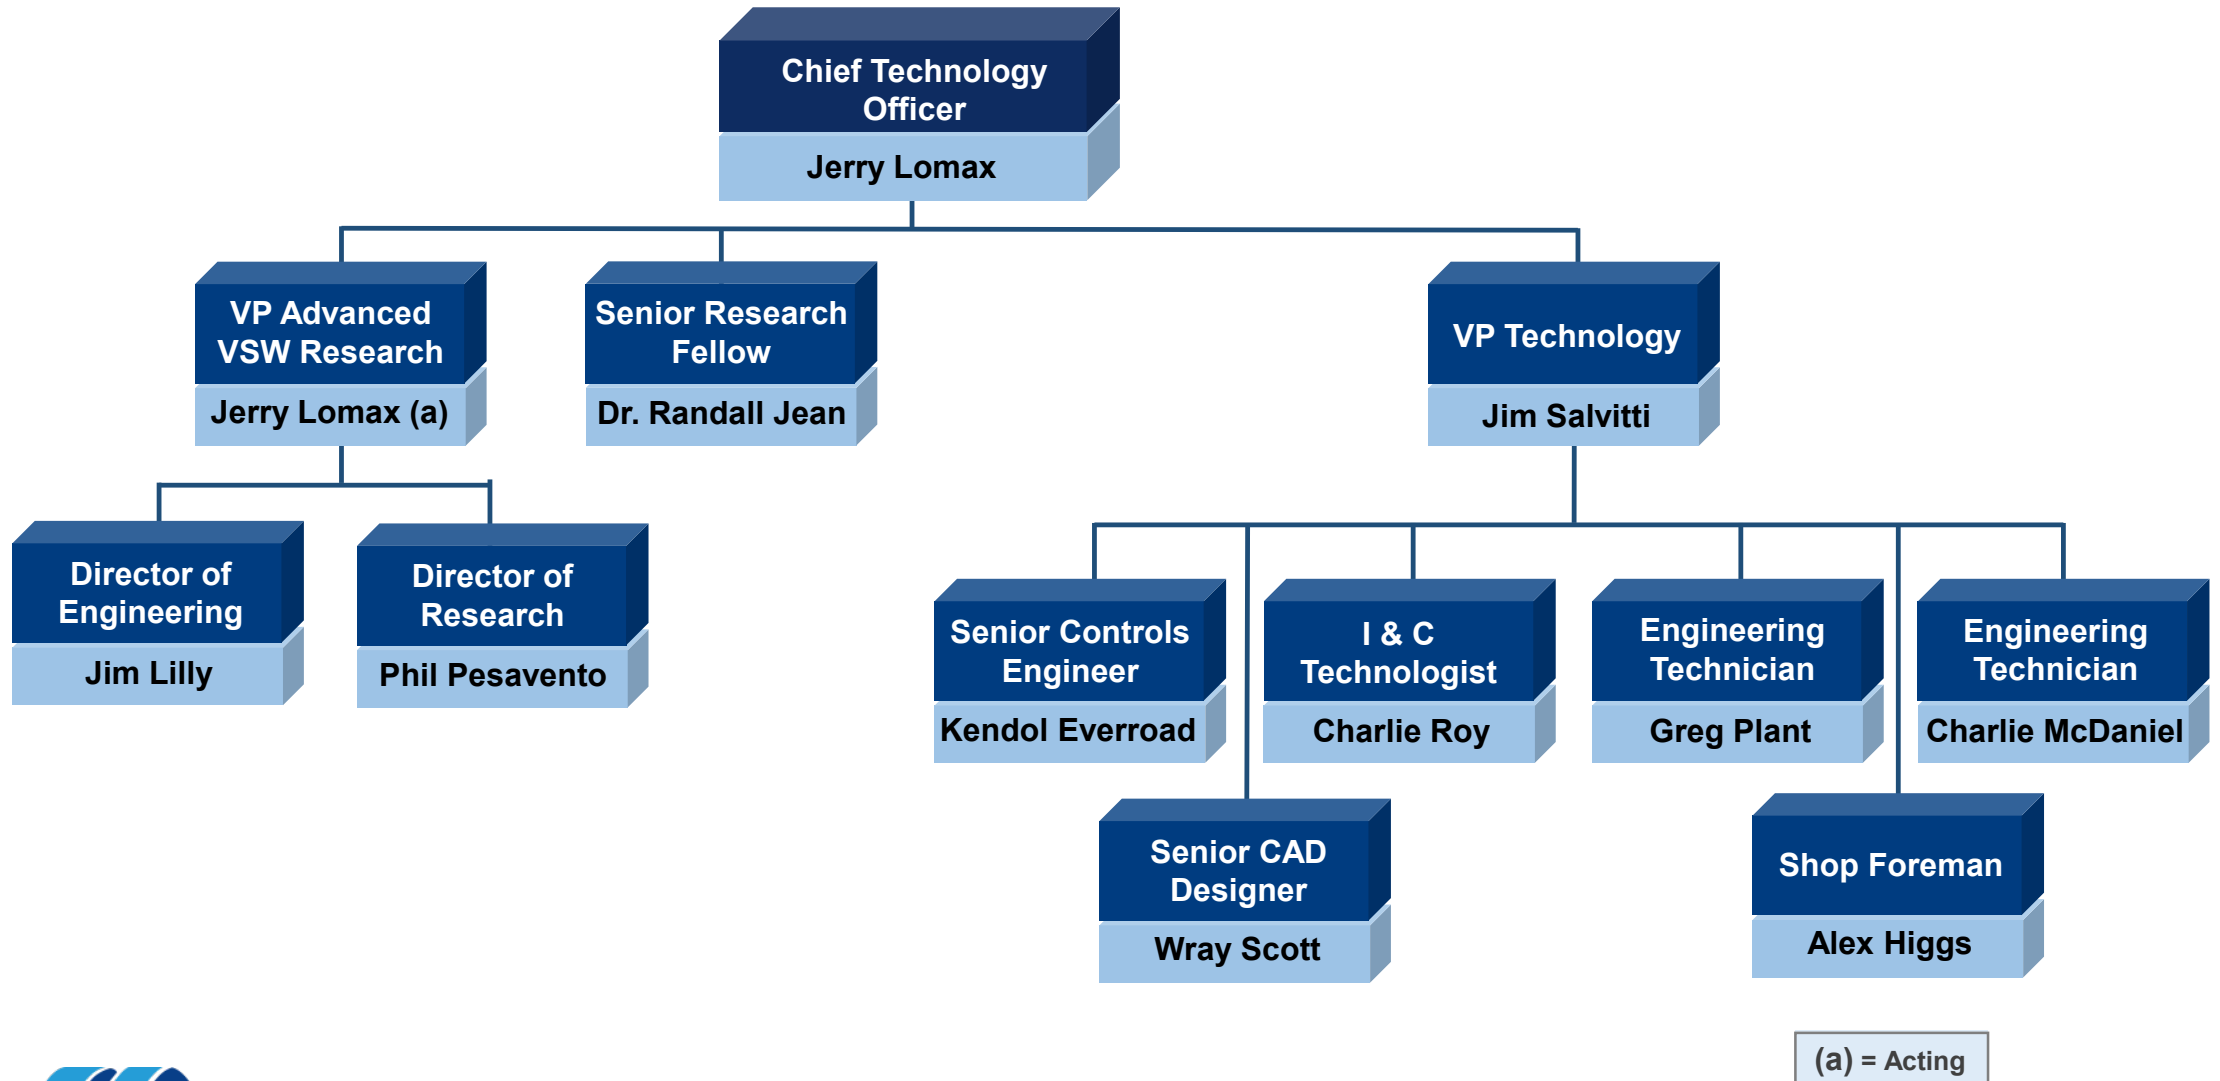 Chief Technology
Officer
Jerry Lomax
VP Advanced
VSW Research
Jerry Lomax (a)
Senior Research
Fellow
Dr. Randall Jean
VP Technology
Jim Salvitti
Director of
Engineering
Jim Lilly
Director of
Research
Phil Pesavento
Senior Controls
Engineer
Kendol Everroad
I & C
Technologist
Charlie Roy
Engineering
Technician
Greg Plant
Engineering
Technician
Charlie McDaniel
Senior CAD
Designer
Wray Scott
Shop Foreman
Alex Higgs
(a) = Acting